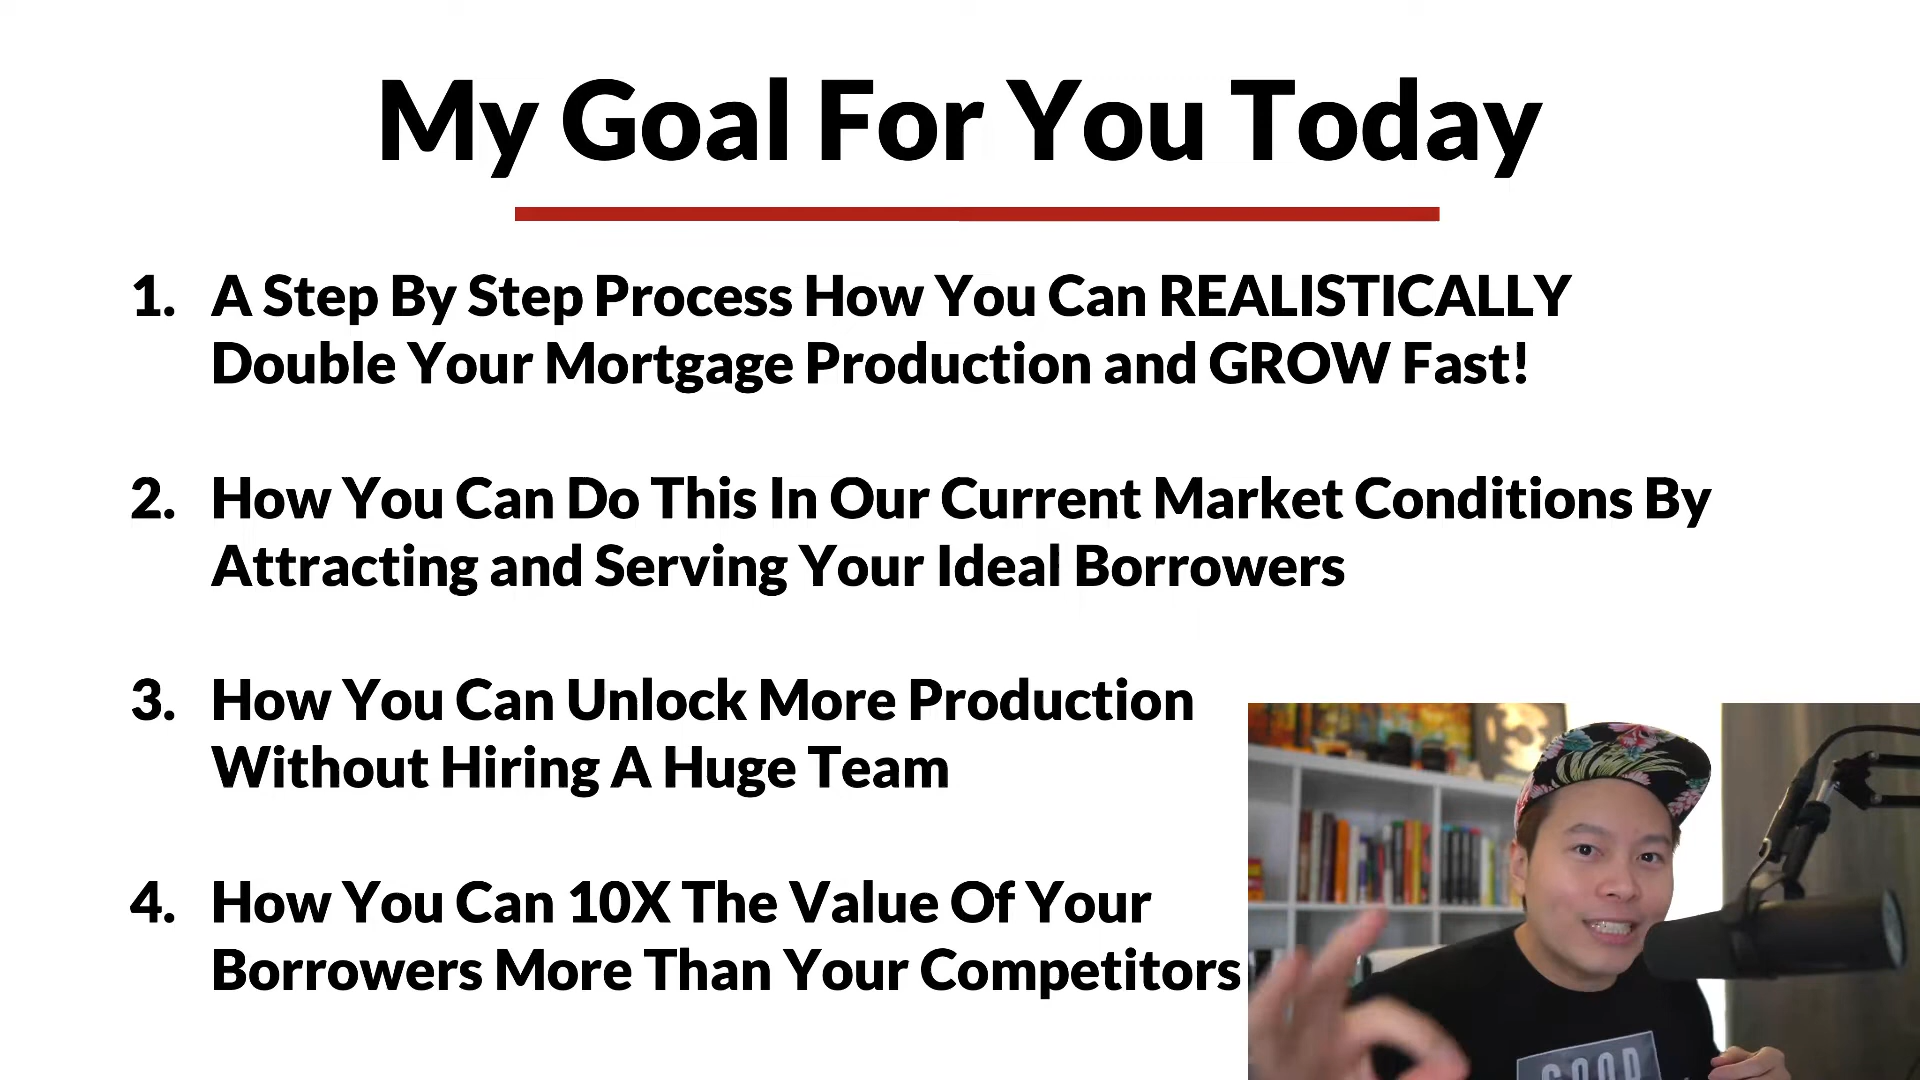 My Goal For You Today
1. A Step By Step Process How You Can REALISTICALLY
Double Your Mortgage Production and GROW Fast!
2. How You Can Do This In Our Current Market Conditions By
Attracting and Serving Your Ideal Borrowers
3. How You Can Unlock More Production
Without Hiring A Huge Team
4. How You Can 10X The Value Of Your
Borrowers More Than Your Competitors
GOOD